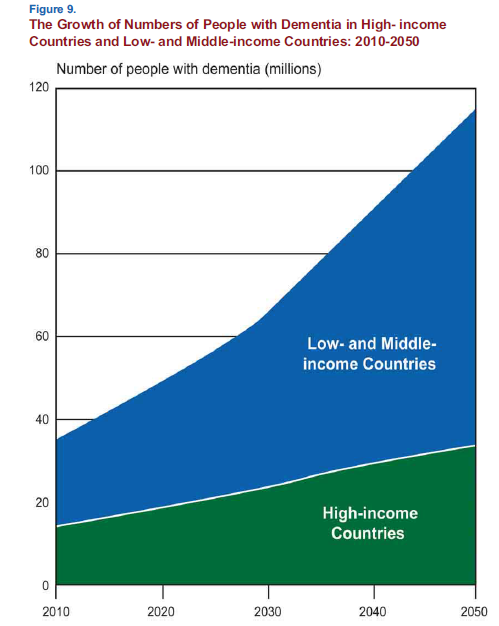 Figure 9.
The Growth of Numbers of People with Dementia in High- income
Countries and Low- and Middle-income Countries: 2010-2050
Number of people with dementia (millions)
120
100
80
60
40
20
0
Low- and Middle-
income Countries
High-income
Countries
2010 2020 2030 2040 2050